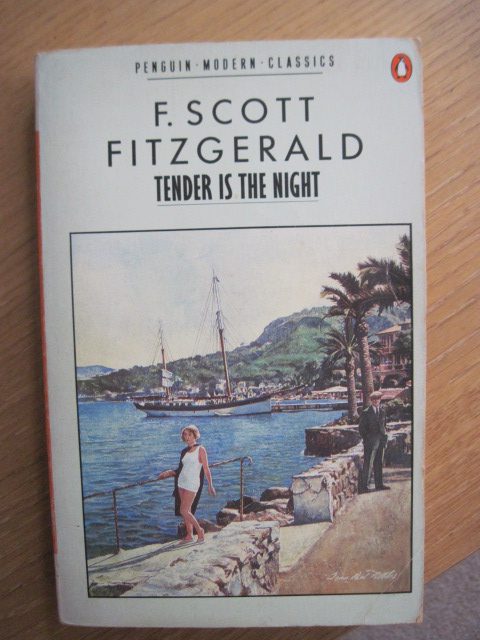 PENGUIN · MODERN · CLASSICS
F. SCOTT
FITZGERALD
TENDER IS THE NIGHT